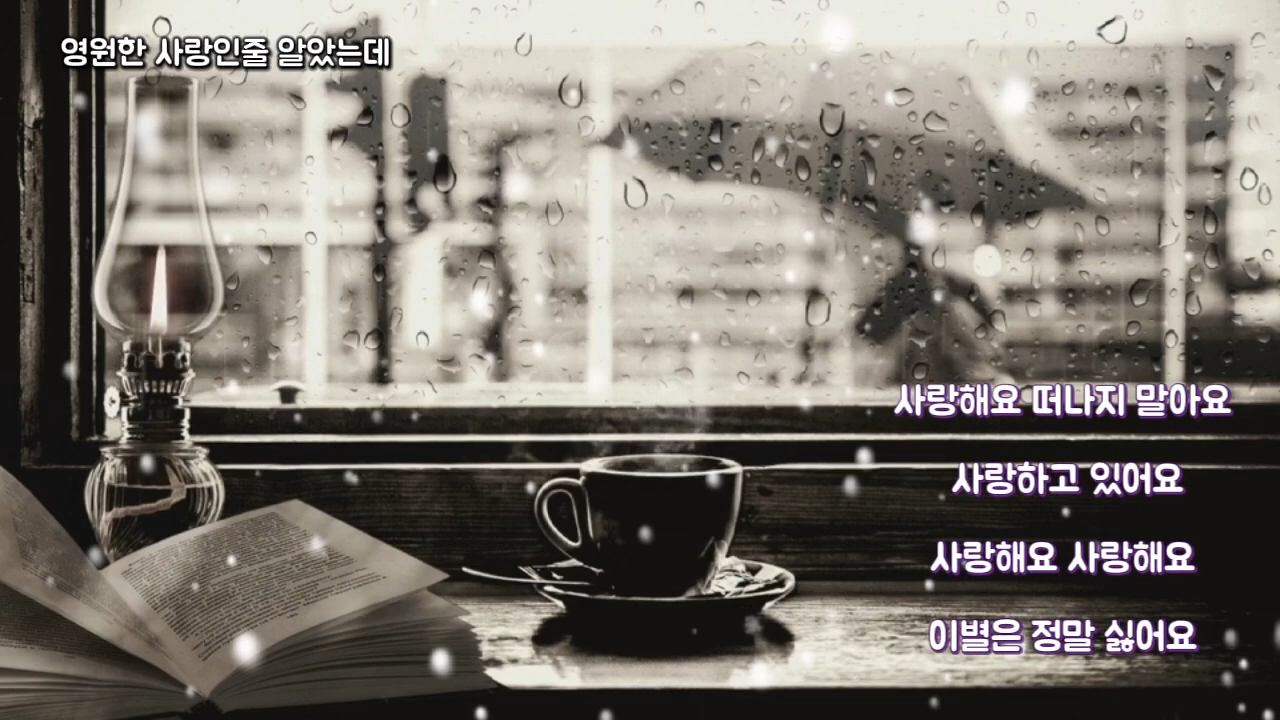 영원한 사랑인줄 알았는데
사랑해요 떠나지 말아요
사랑하고 있어요
사랑해요 사랑해요
이별은 정말 싫어요